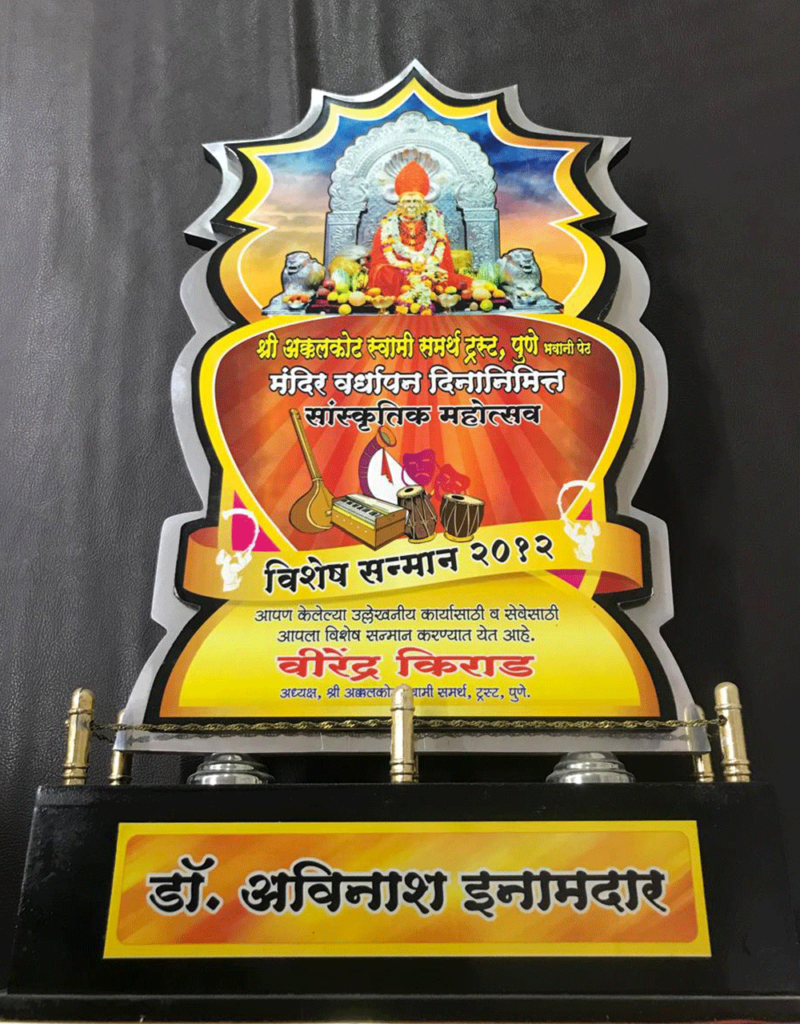 श्री अक्कलकोट स्वामी समर्थ ट्रस्ट, पुणे भवानी पेठ
मंदिर वर्धापन दिनानिमित्त
सांस्कृतिक महोत्सव
विशेष सन्मान २०१२
आपण केलेल्या उल्लेखनीय कार्यासाठी व सेवेसाठी
आपला विशेष सन्मान करण्यात येत आहे.
वीरेंद्र किराड
अध्यक्ष, श्री अक्कलकोट स्वामी समर्थ, ट्रस्ट, पुणे.
डॉ. अविनाश इनामदार